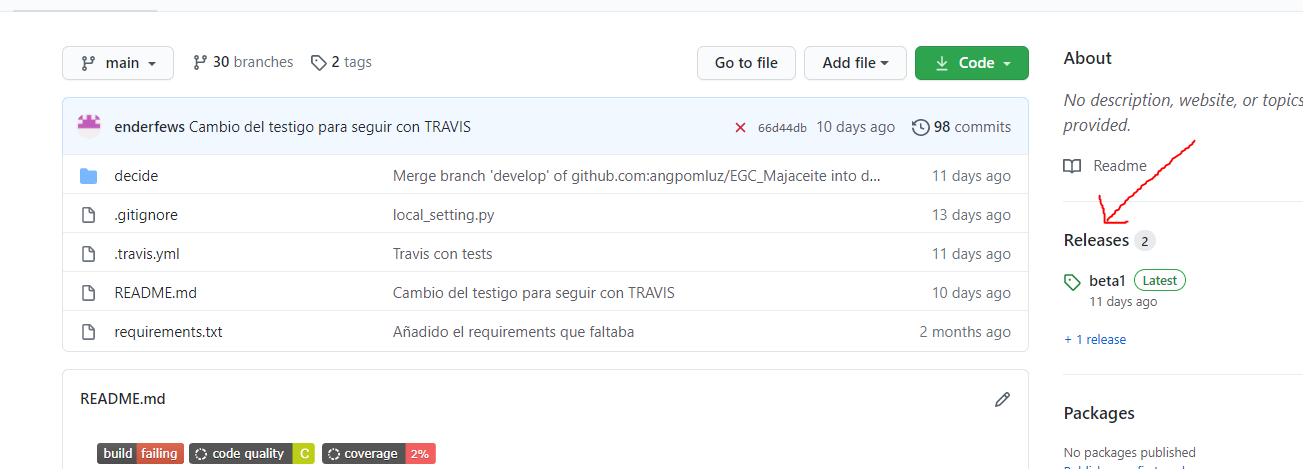 main 30 branches 2 tags Go to file Add file Code
enderfews Cambio del testigo para seguir con TRAVIS 66d44db 10 days ago 98 commits
decide Merge branch 'develop' of github.com:angpomluz/EGC_Majaceite into d... 11 days ago
.gitignore local_setting.py 13 days ago
.travis.yml Travis con tests 11 days ago
README.md Cambio del testigo para seguir con TRAVIS 10 days ago
requirements.txt Añadido el requirements que faltaba 2 months ago
README.md
build failing code quality C coverage 2%
About
No description, website, or topics
provided.
Readme
Releases 2
beta1 Latest
11 days ago
+ 1 release
Packages
No packages published